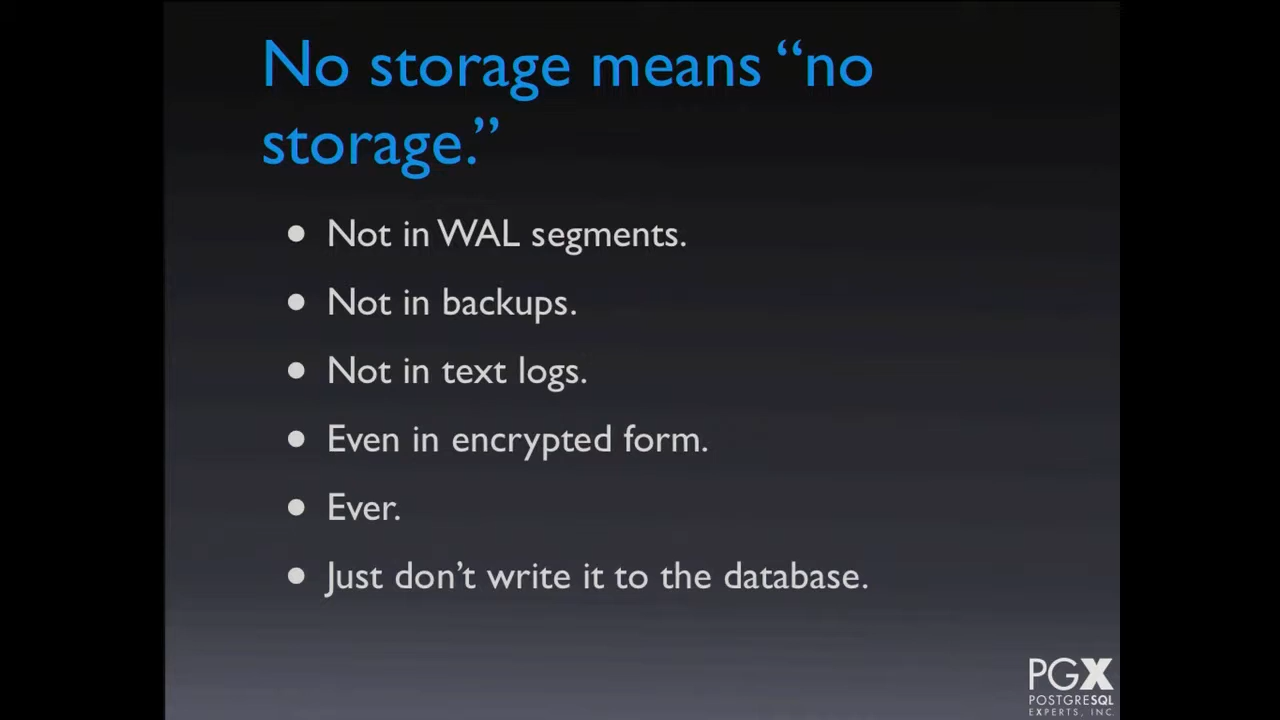 No storage means “no
storage.”
• Not in WAL segments.
• Not in backups.
• Not in text logs.
• Even in encrypted form.
• Ever.
• Just don’t write it to the database.
PGX
POSTGRESQL
EXPERTS, INC.